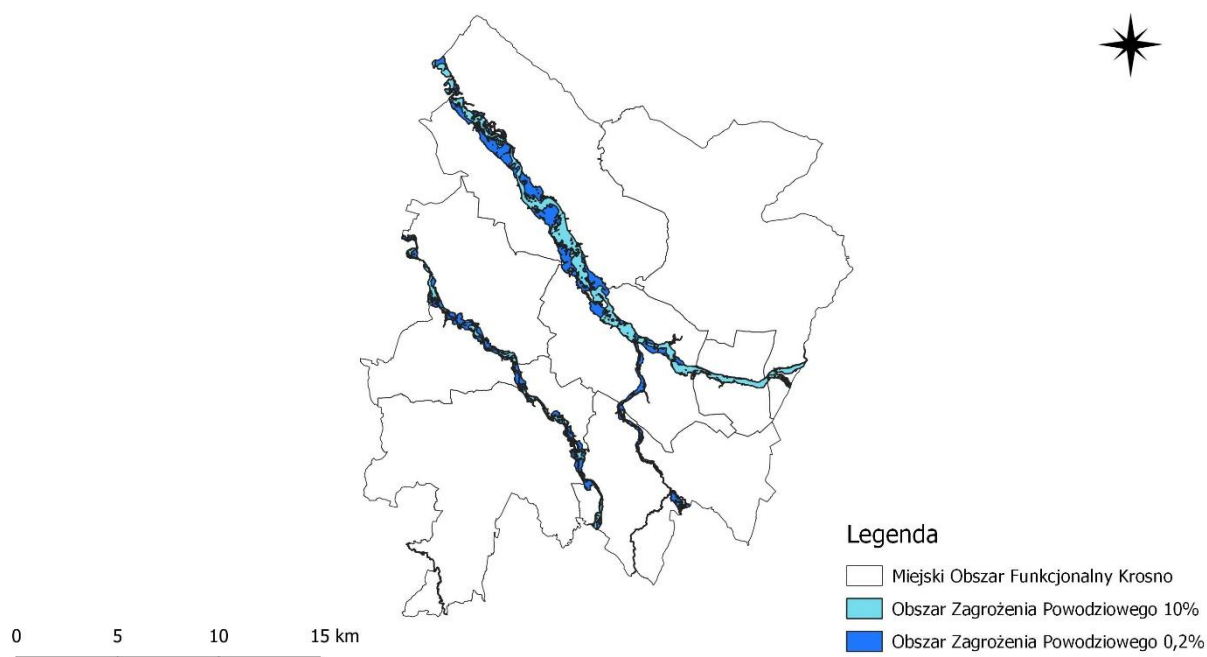 Legenda
Miejski Obszar Funkcjonalny Krosno
Obszar Zagrożenia Powodziowego 10%
Obszar Zagrożenia Powodziowego 0,2%
0 5 10 15 km